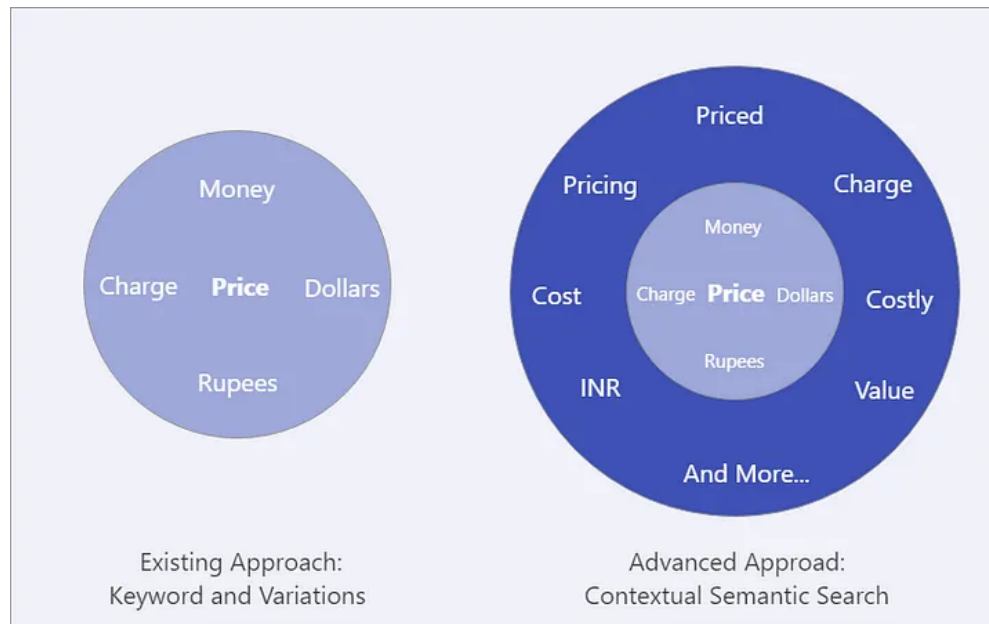 Money
Charge Price Dollars
Rupees
Existing Approach:
Keyword and Variations
Priced
Pricing
Charge
Money
Cost
Charge Price Dollars
Costly
Rupees
INR
Value
And More...
Advanced Approad:
Contextual Semantic Search